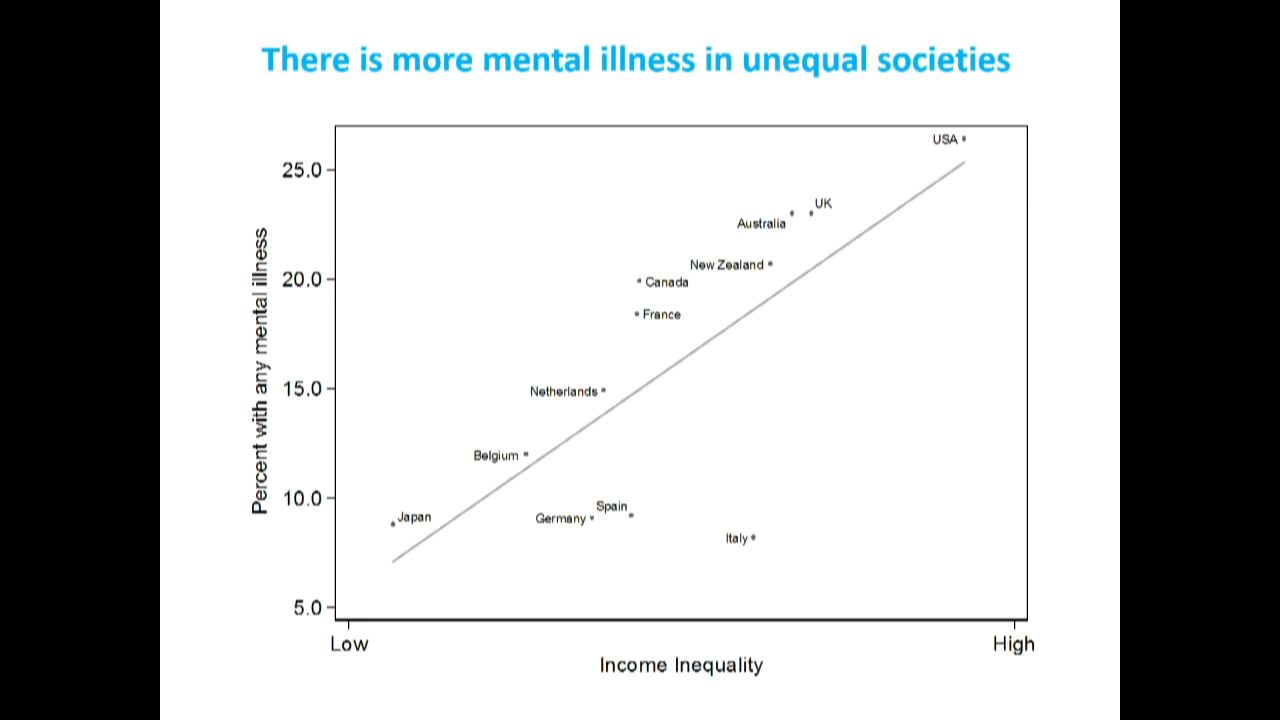 There is more mental illness in unequal societies
USA
25.0
UK
Australia
New Zealand
20.0
Canada
France
Percent with any mental illness
15.0
Netherlands
Belgium
10.0
Spain
Japan
Germany
Italy
5.0
Low
High
Income Inequality